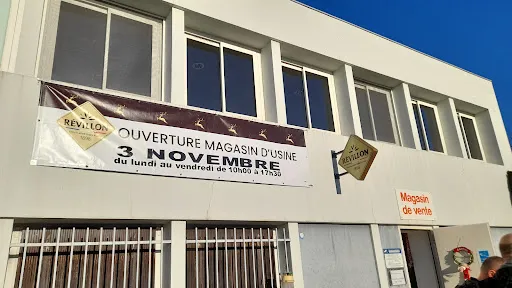 REVILLON
OUVERTURE MAGASIN D'USINE
3 NOVEMBRE
du lundi au vendredi de 10h00 à 17h30
REVILLON
Magasin
de vente